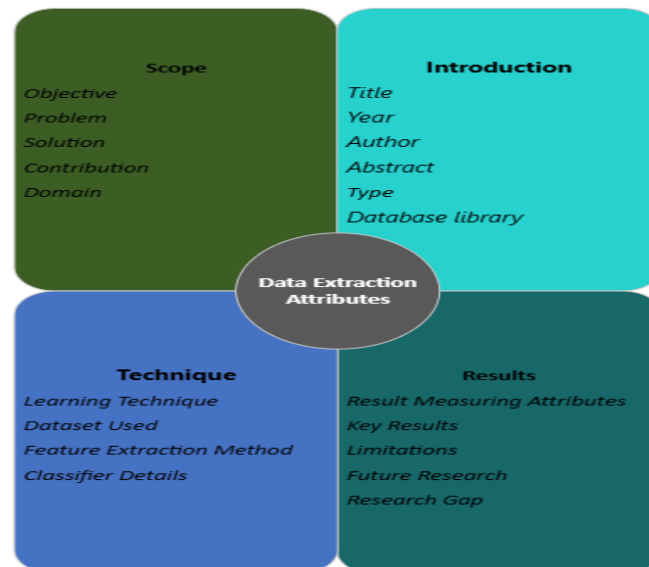 Scope
Objective
Problem
Solution
Contribution
Domain
Introduction
Title
Year
Author
Abstract
Type
Database library
Data Extraction
Attributes
Technique
Learning Technique
Dataset Used
Feature Extraction Method
Classifier Details
Results
Result Measuring Attributes
Key Results
Limitations
Future Research
Research Gap